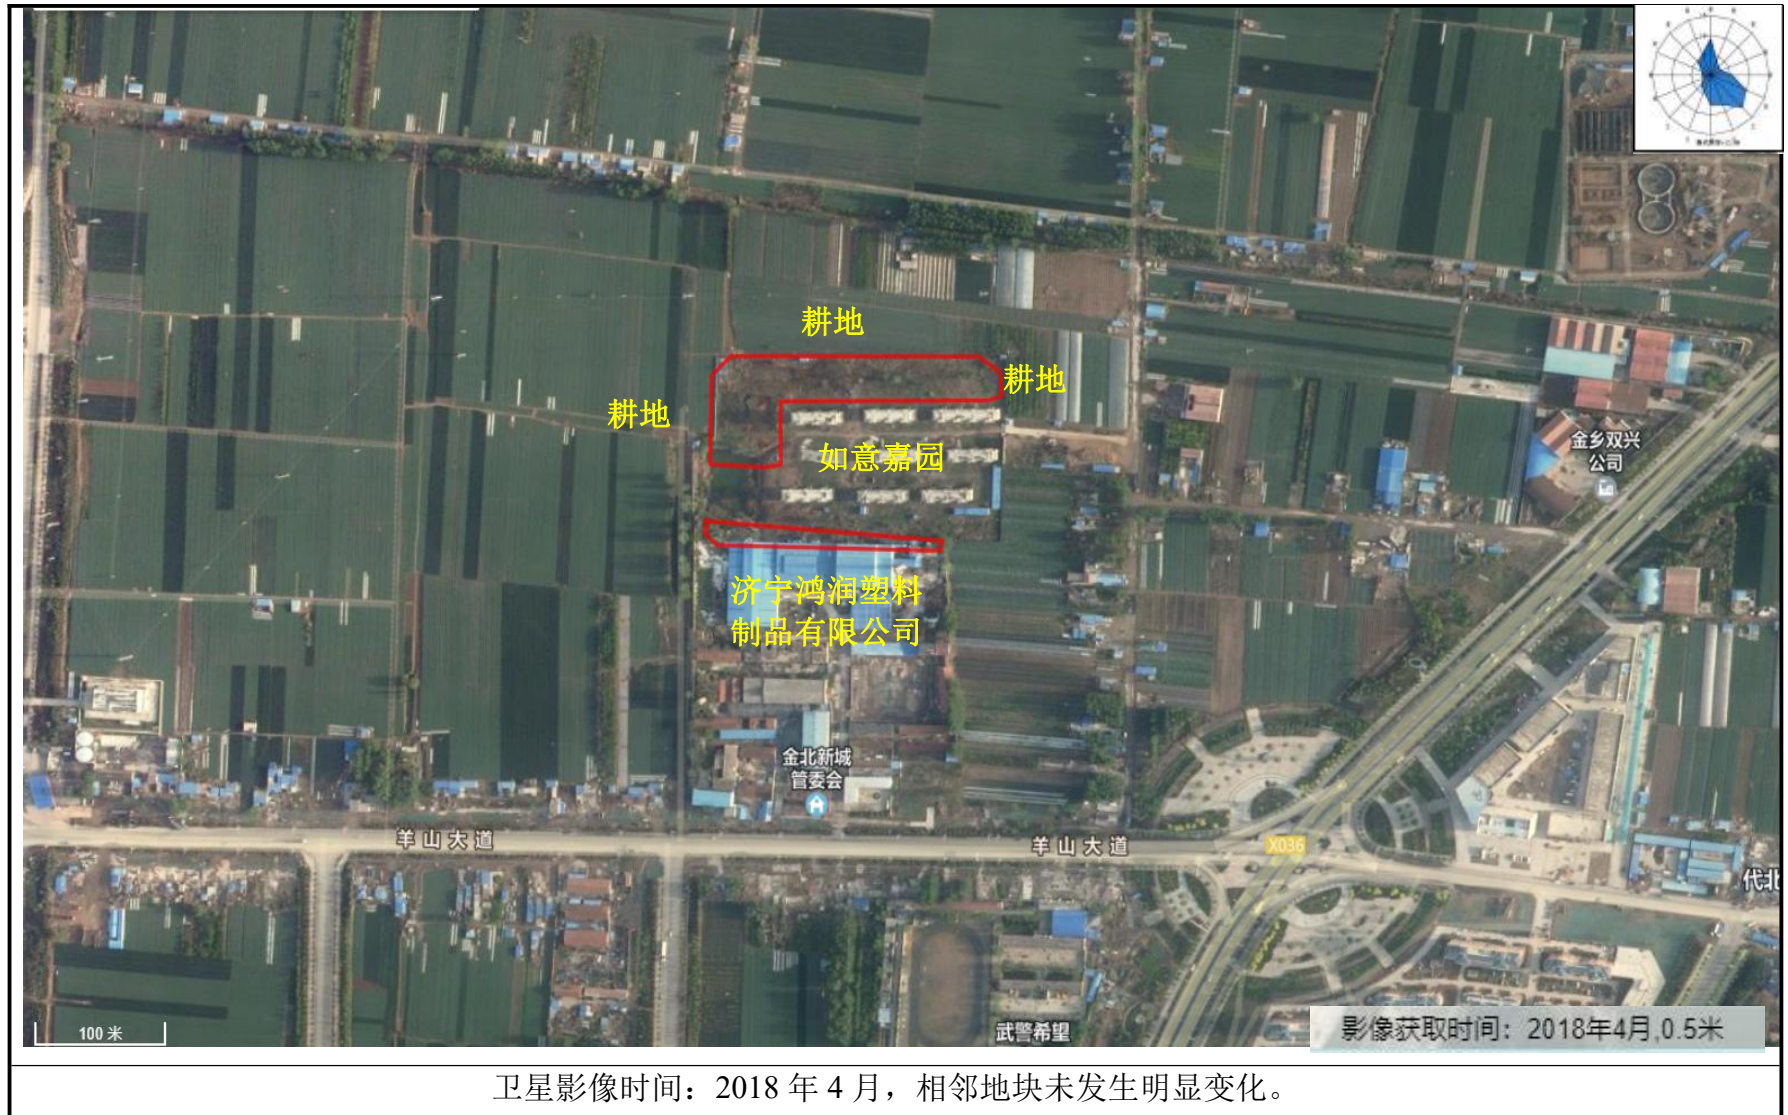 耕地
耕地
耕地
如意嘉园
金乡双兴
公司
济宁鸿润塑料
制品有限公司
金北新城
管委会
羊山大道
羊山大道
X036
代北
武警希望
100 米
影像获取时间：2018年4月,0.5米
卫星影像时间：2018 年 4 月，相邻地块未发生明显变化。